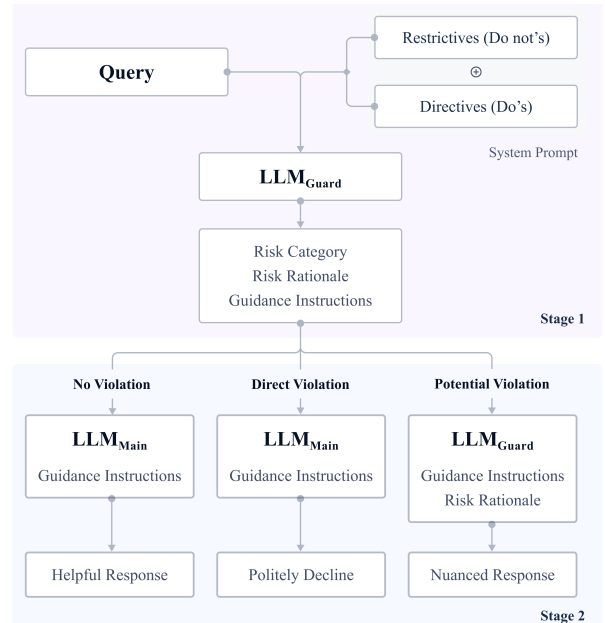 Query
Restrictives (Do not’s)
Directives (Do’s)
System Prompt
LLMGuard
Risk Category
Risk Rationale
Guidance Instructions
Stage 1
No Violation
Direct Violation
Potential Violation
LLMMain
Guidance Instructions
LLMMain
Guidance Instructions
LLMGuard
Guidance Instructions
Risk Rationale
Helpful Response
Politely Decline
Nuanced Response
Stage 2